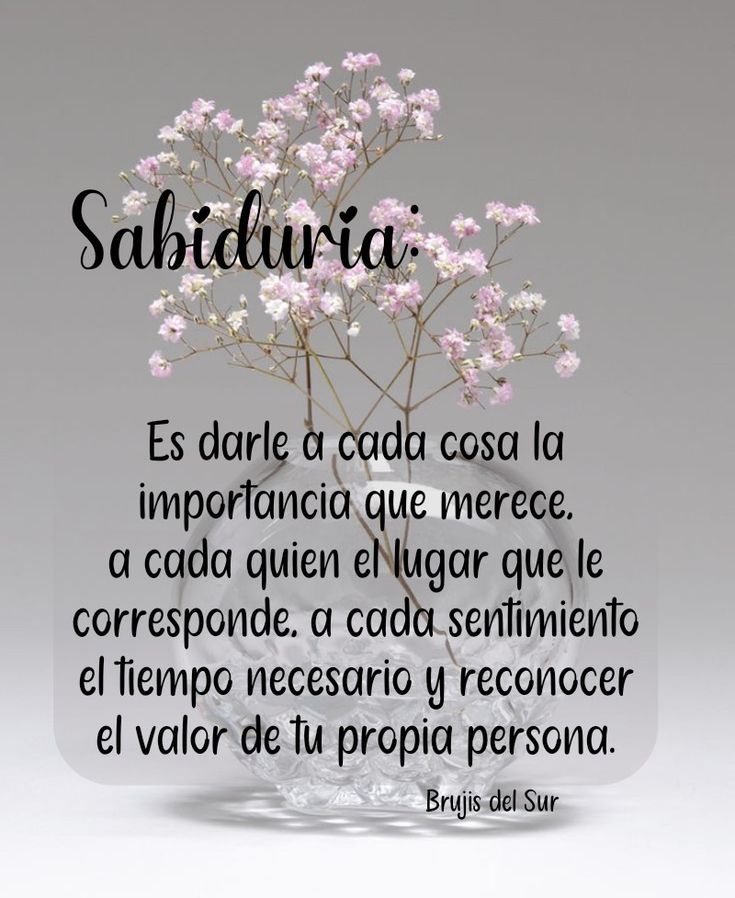 Sabiduria:
Es darle a cada cosa la
importancia que merece.
a cada quien el lugar que le
corresponde. a cada sentimiento
el tiempo necesario y reconocer
el valor de tu propia persona.
Brujis del Sur